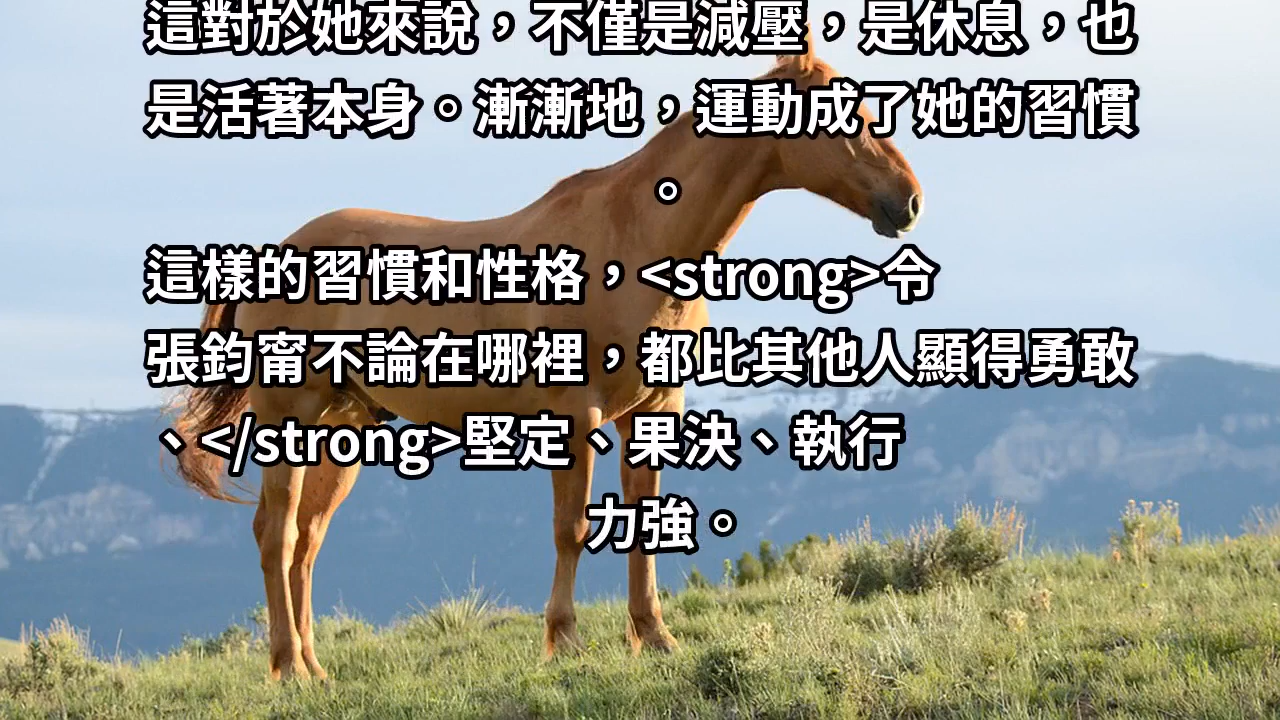 這對於她來說，不僅是減壓，是休息，也
是活著本身。漸漸地，運動成了她的習慣
。
這樣的習慣和性格，<strong>令
張鈞甯不論在哪裡，都比其他人顯得勇敢
、</strong>堅定、果決、執行
力強。